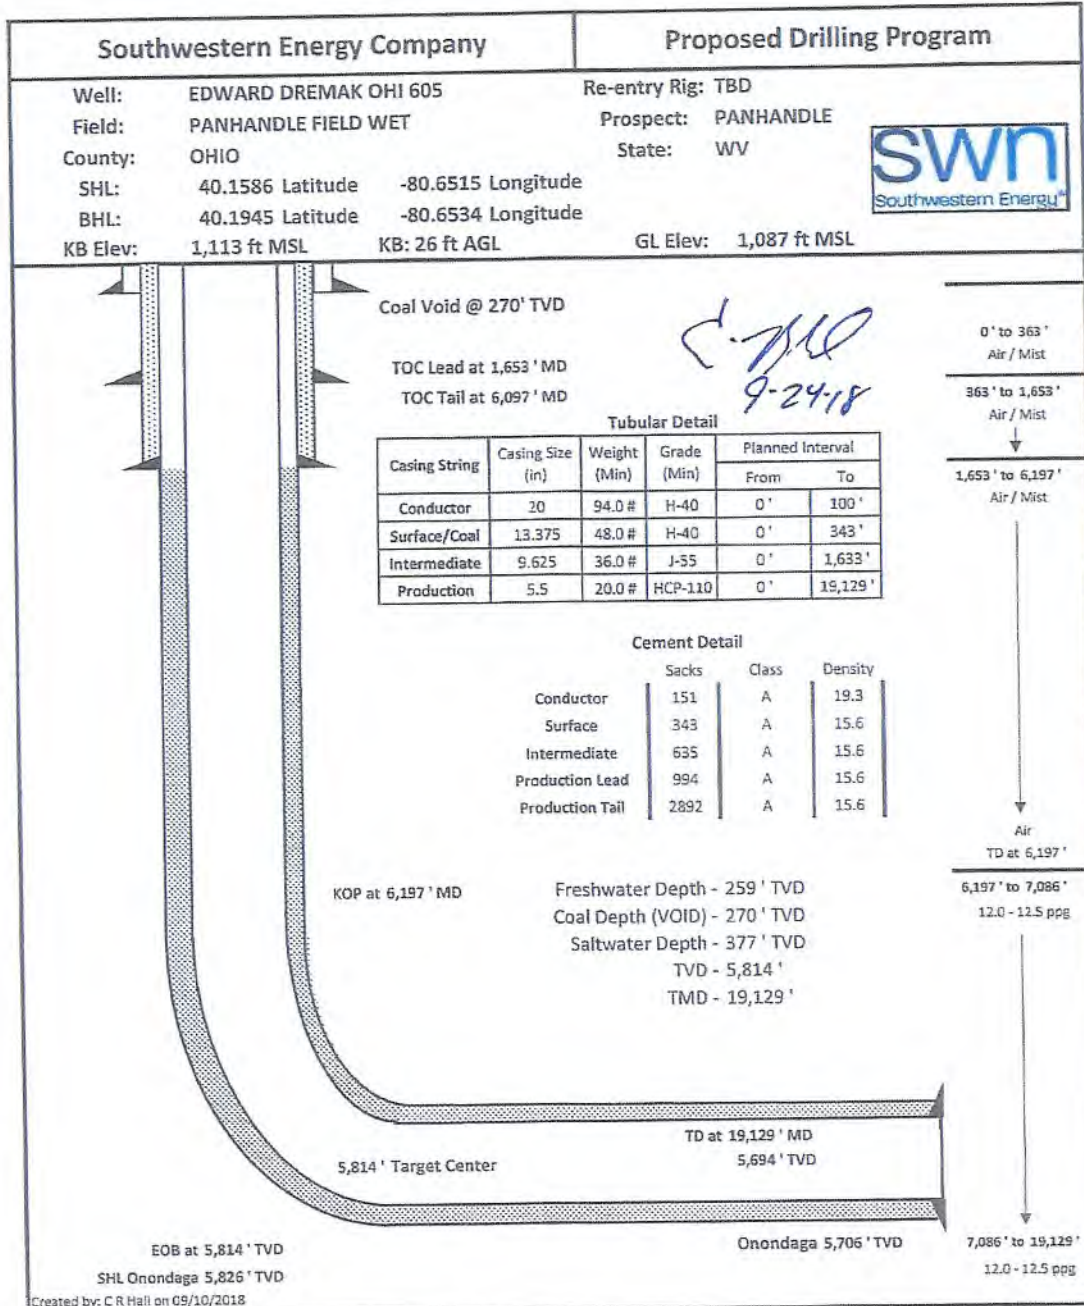 Southwestern Energy Company
Proposed Drilling Program
Well: EDWARD DREMAK OHI 605
Re-entry Rig: TBD
Field: PANHANDLE FIELD WET
Prospect: PANHANDLE
County: OHIO
State: WV
SHL: 40.1586 Latitude -80.6515 Longitude
BHL: 40.1945 Latitude -80.6534 Longitude
KB Elev: 1,113 ft MSL KB: 26 ft AGL GL Elev: 1,087 ft MSL
swn
Southwestern Energy
Coal Void @ 270' TVD
TOC Lead at 1,653 ' MD
TOC Tail at 6,097 ' MD
9-24-18
0 ' to 363 '
Air / Mist
363 ' to 1,653 '
Air / Mist
1,653 ' to 6,197 '
Air / Mist
Tubular Detail
Casing String Casing Size (in) Weight (Min) Grade (Min) Planned Interval
From To
Conductor 20 94.0 # H-40 0 ' 100 '
Surface/Coal 13.375 48.0 # H-40 0 ' 343 '
Intermediate 9.625 36.0 # J-55 0 ' 1,633 '
Production 5.5 20.0 # HCP-110 0 ' 19,129 '
Cement Detail
Sacks Class Density
Conductor 151 A 19.3
Surface 343 A 15.6
Intermediate 635 A 15.6
Production Lead 994 A 15.6
Production Tail 2892 A 15.6
Air
TD at 6,197 '
6,197 ' to 7,086 '
12.0 - 12.5 ppg
KOP at 6,197 ' MD
Freshwater Depth - 259 ' TVD
Coal Depth (VOID) - 270 ' TVD
Saltwater Depth - 377 ' TVD
TVD - 5,814 '
TMD - 19,129 '
TD at 19,129 ' MD
5,694 ' TVD
5,814 ' Target Center
Onondaga 5,706 ' TVD
7,086 ' to 19,129 '
12.0 - 12.5 ppg
EOB at 5,814 ' TVD
SHL Onondaga 5,826 ' TVD
Created by: C R Hall on 09/10/2018